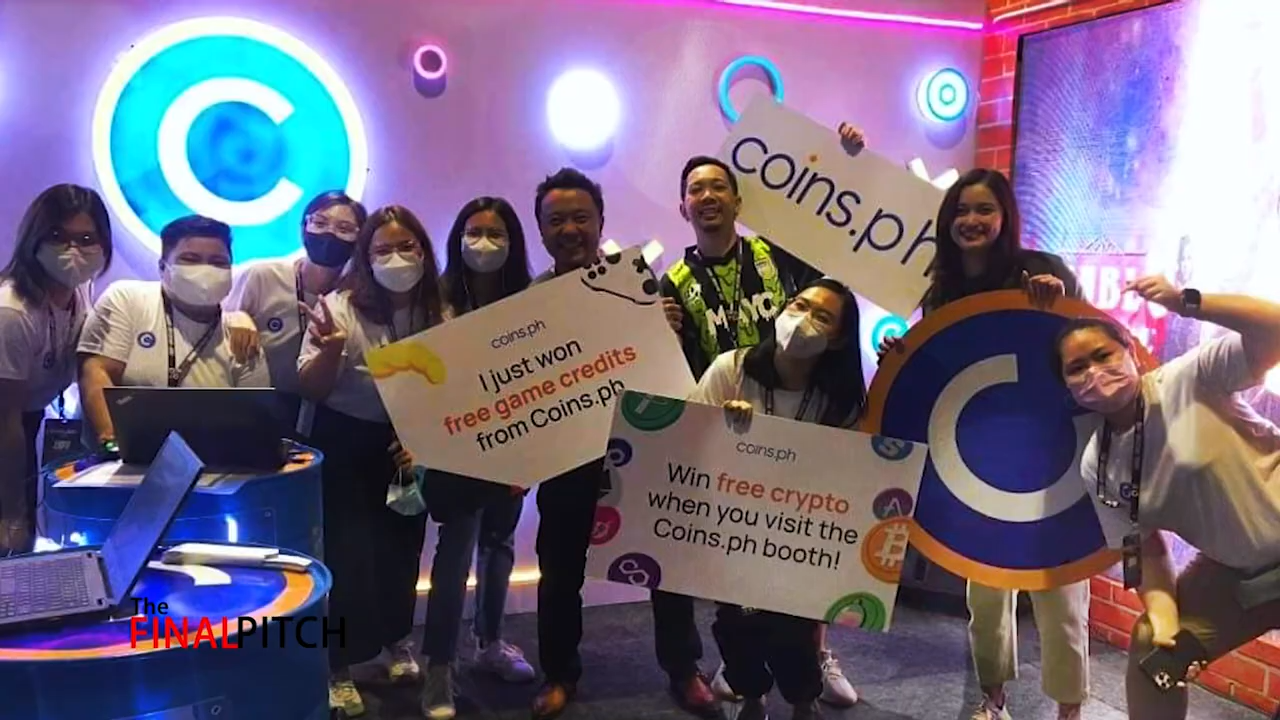 coins.ph
coins.ph
I just won
free game credits
from Coins.ph
coins.ph
Win free crypto
when you visit the
Coins.ph booth!
The
FINALPITCH